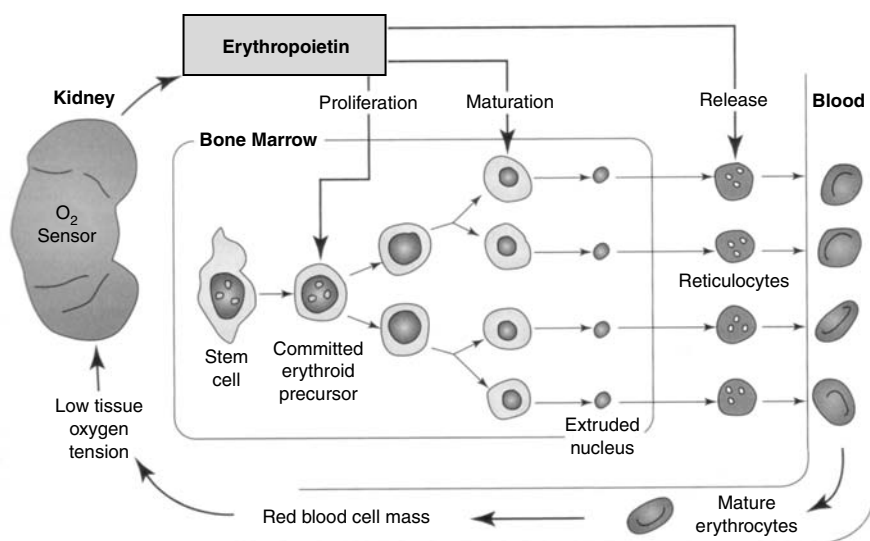 Erythropoietin
Kidney
Proliferation
Maturation
Release
Blood
Bone Marrow
O2
Sensor
Reticulocytes
Stem
cell
Committed
erythroid
precursor
Extruded
nucleus
Low tissue
oxygen
tension
Red blood cell mass
Mature
erythrocytes